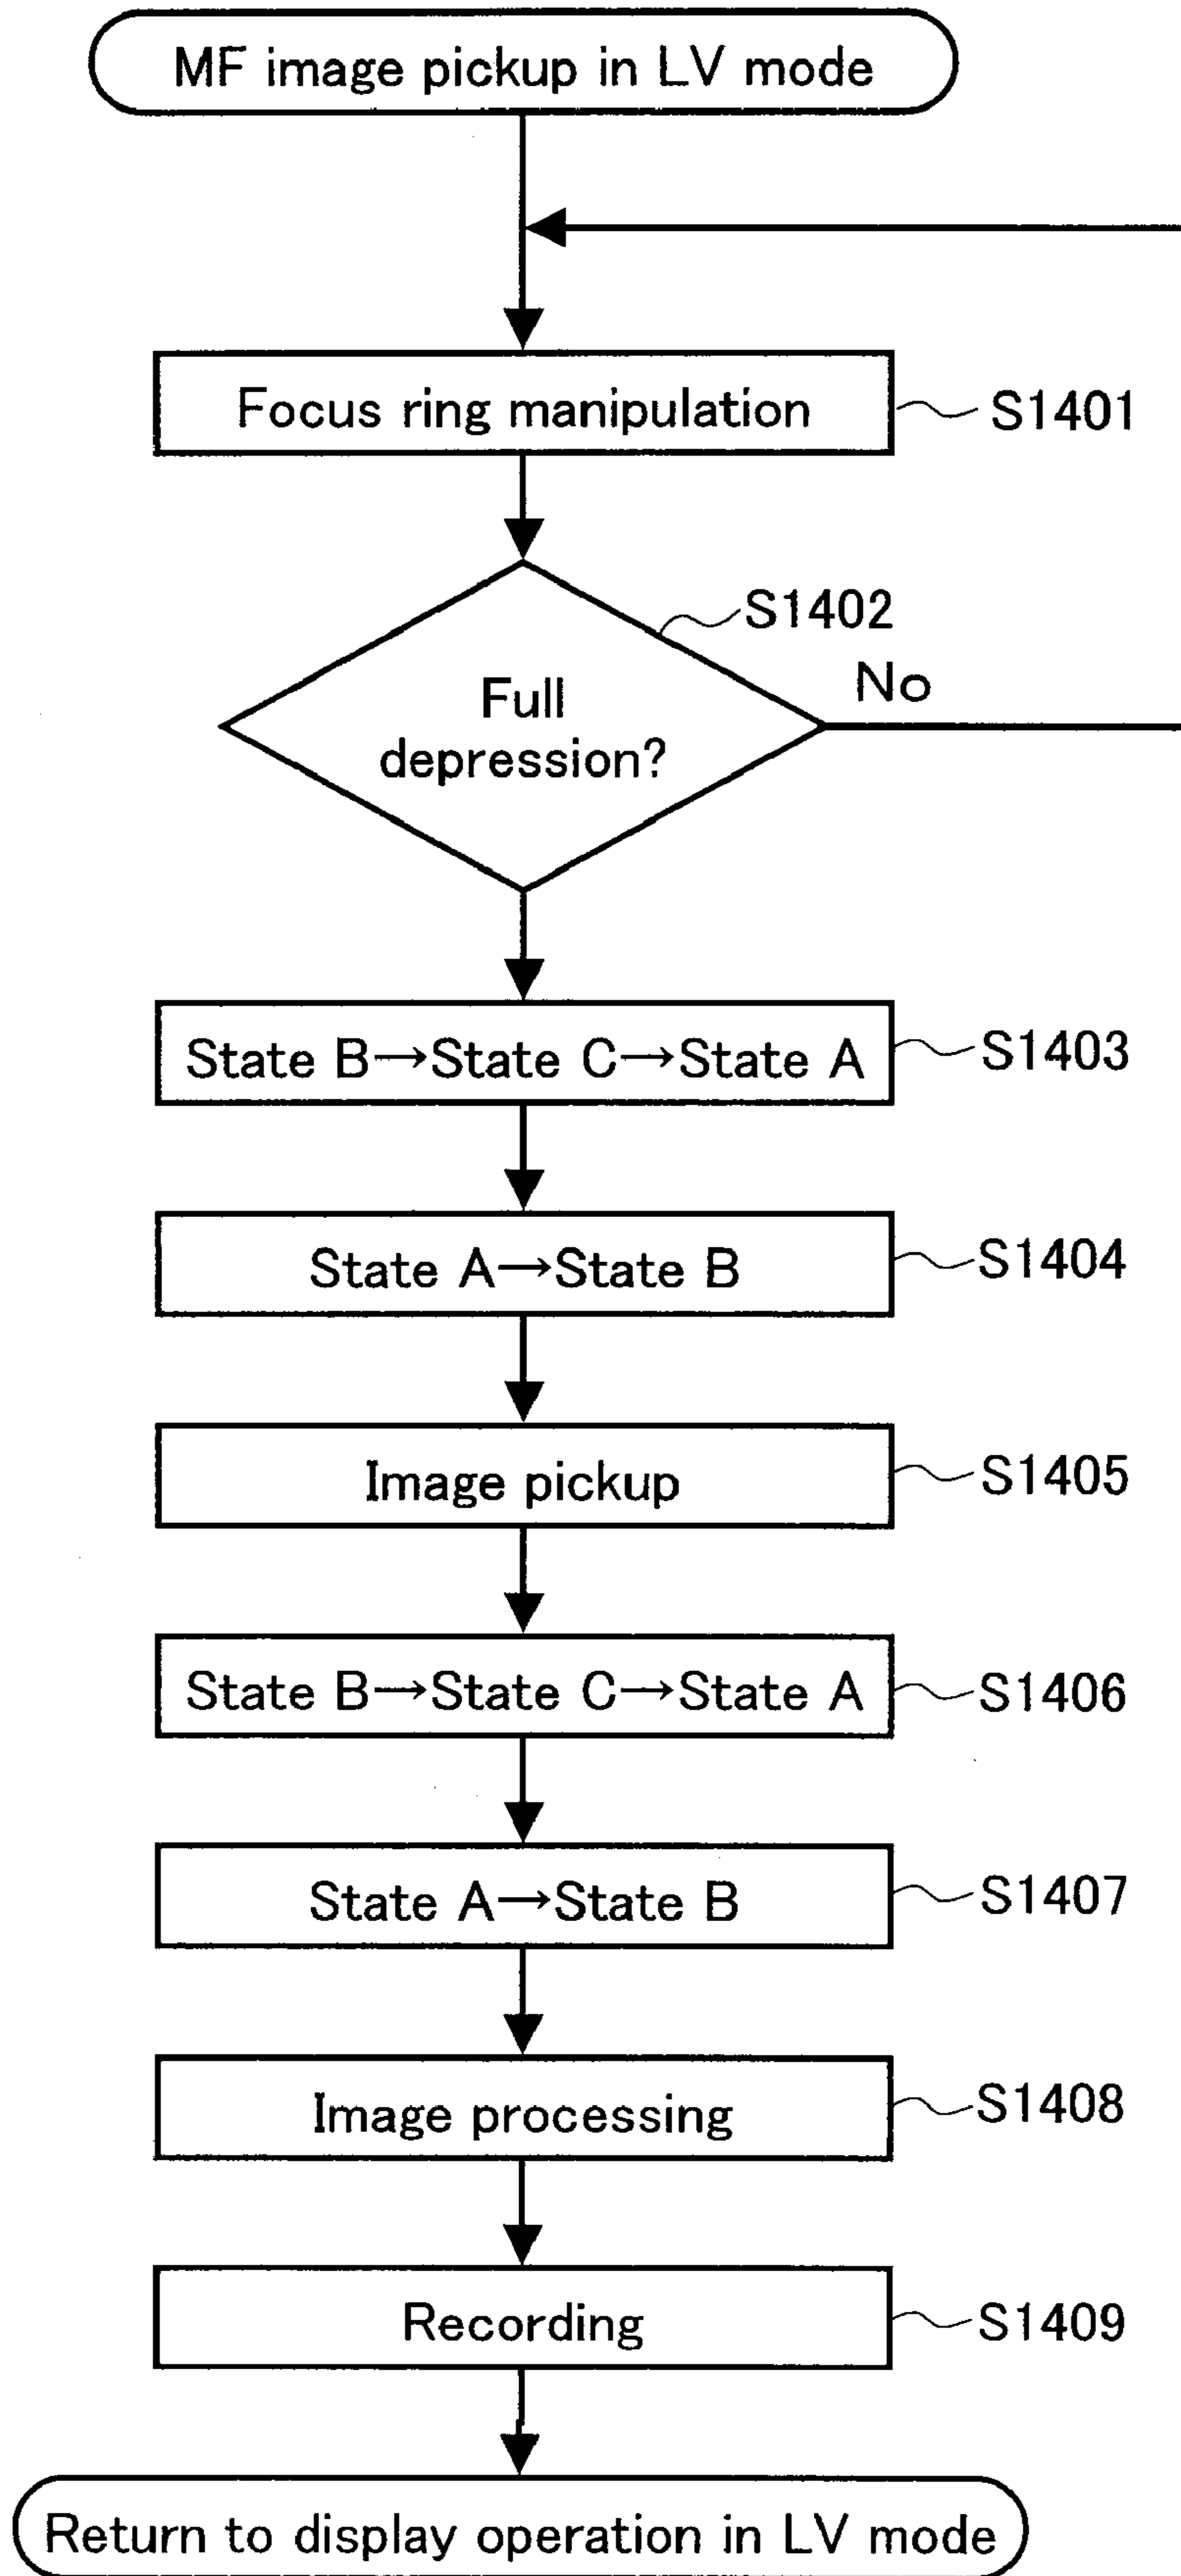 MF image pickup in LV mode
Focus ring manipulation
S1401
S1402
Full
depression?
No
State B→State C→State A
S1403
State A→State B
S1404
Image pickup
S1405
State B→State C→State A
S1406
State A→State B
S1407
Image processing
S1408
Recording
S1409
Return to display operation in LV mode